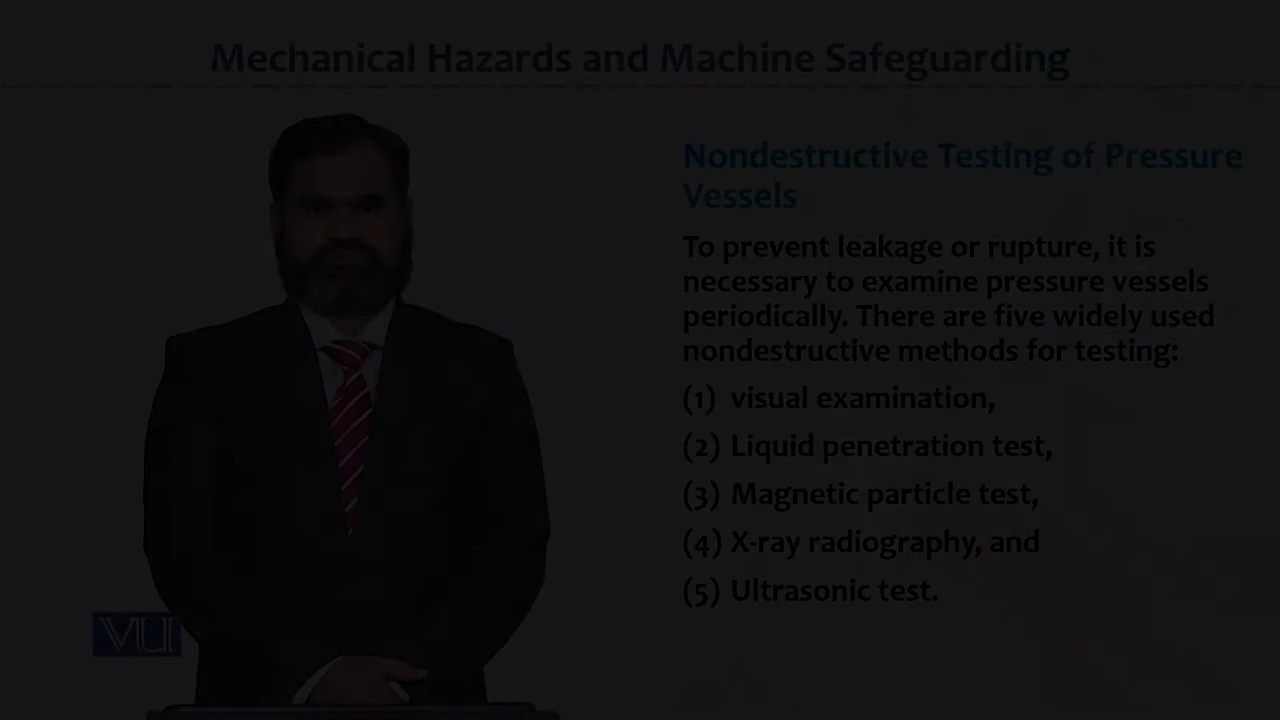 Mechanical Hazards and Machine Safeguarding
Nondestructive Testing of Pressure
Vessels
To prevent leakage or rupture, it is
necessary to examine pressure vessels
periodically. There are five widely used
nondestructive methods for testing:
(1) visual examination,
(2) Liquid penetration test,
(3) Magnetic particle test,
(4) X-ray radiography, and
(5) Ultrasonic test.
VU